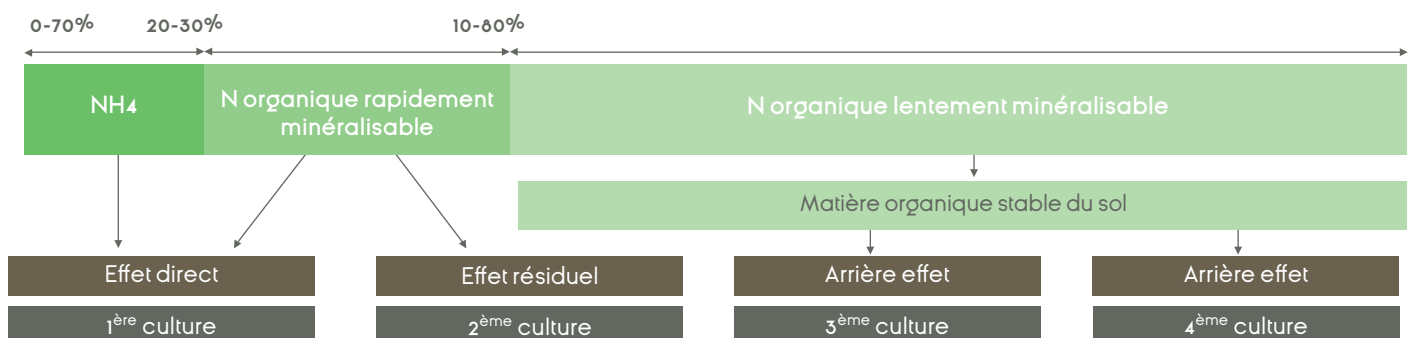 0-70%
20-30%
10-80%
NH4
N organique rapidement
minéralisable
N organique lentement minéralisable
Matière organique stable du sol
Effet direct
Effet résiduel
Arrière effet
Arrière effet
1ère culture
2ème culture
3ème culture
4ème culture